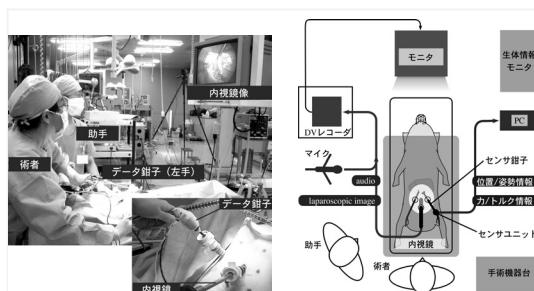 内視鏡像
助手
術者
データ鉗子（左手）
データ鉗子
内視鏡
モニタ
生体情報
モニタ
DVレコーダ
PC
マイク
センサ鉗子
audio
位置/姿勢情報
laparoscopic image
力/トルク情報
内視鏡
センサユニット
助手
術者
手術機器台